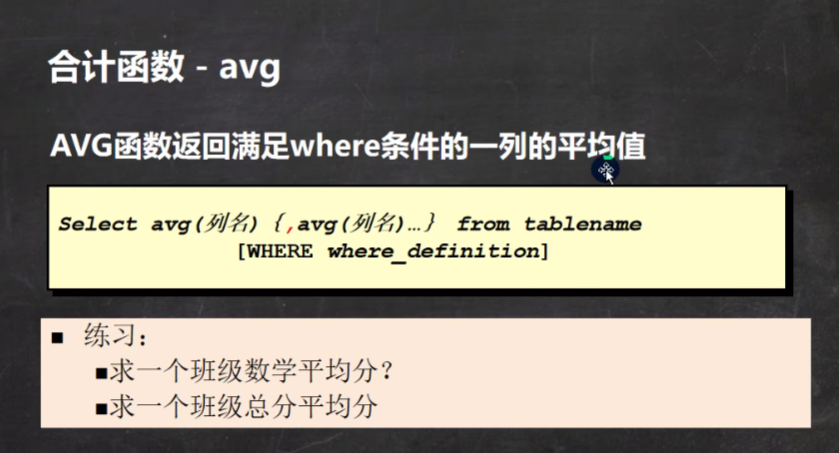 合计函数 - avg
AVG函数返回满足where条件的一列的平均值
Select avg(列名) {,avg(列名)…} from tablename
[WHERE where_definition]
■ 练习：
■求一个班级数学平均分？
■求一个班级总分平均分